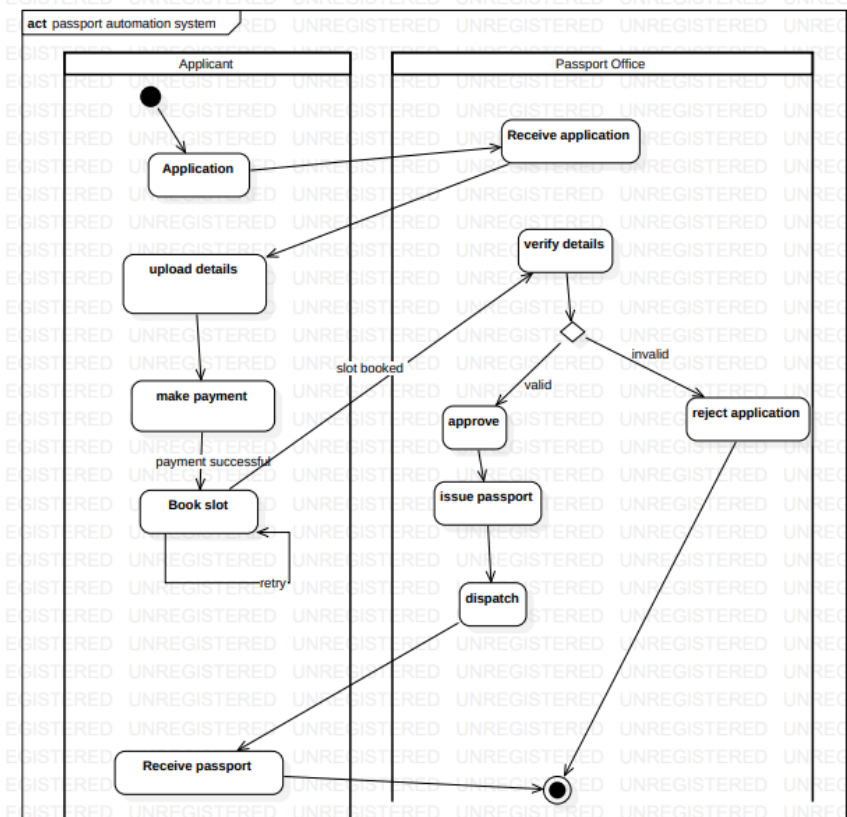 act passport automation system
Applicant
Passport Office
Receive application
Application
verify details
upload details
invalid
slot booked
valid
make payment
reject application
approve
payment successful
issue passport
Book slot
retry
dispatch
Receive passport
UNREGISTERED